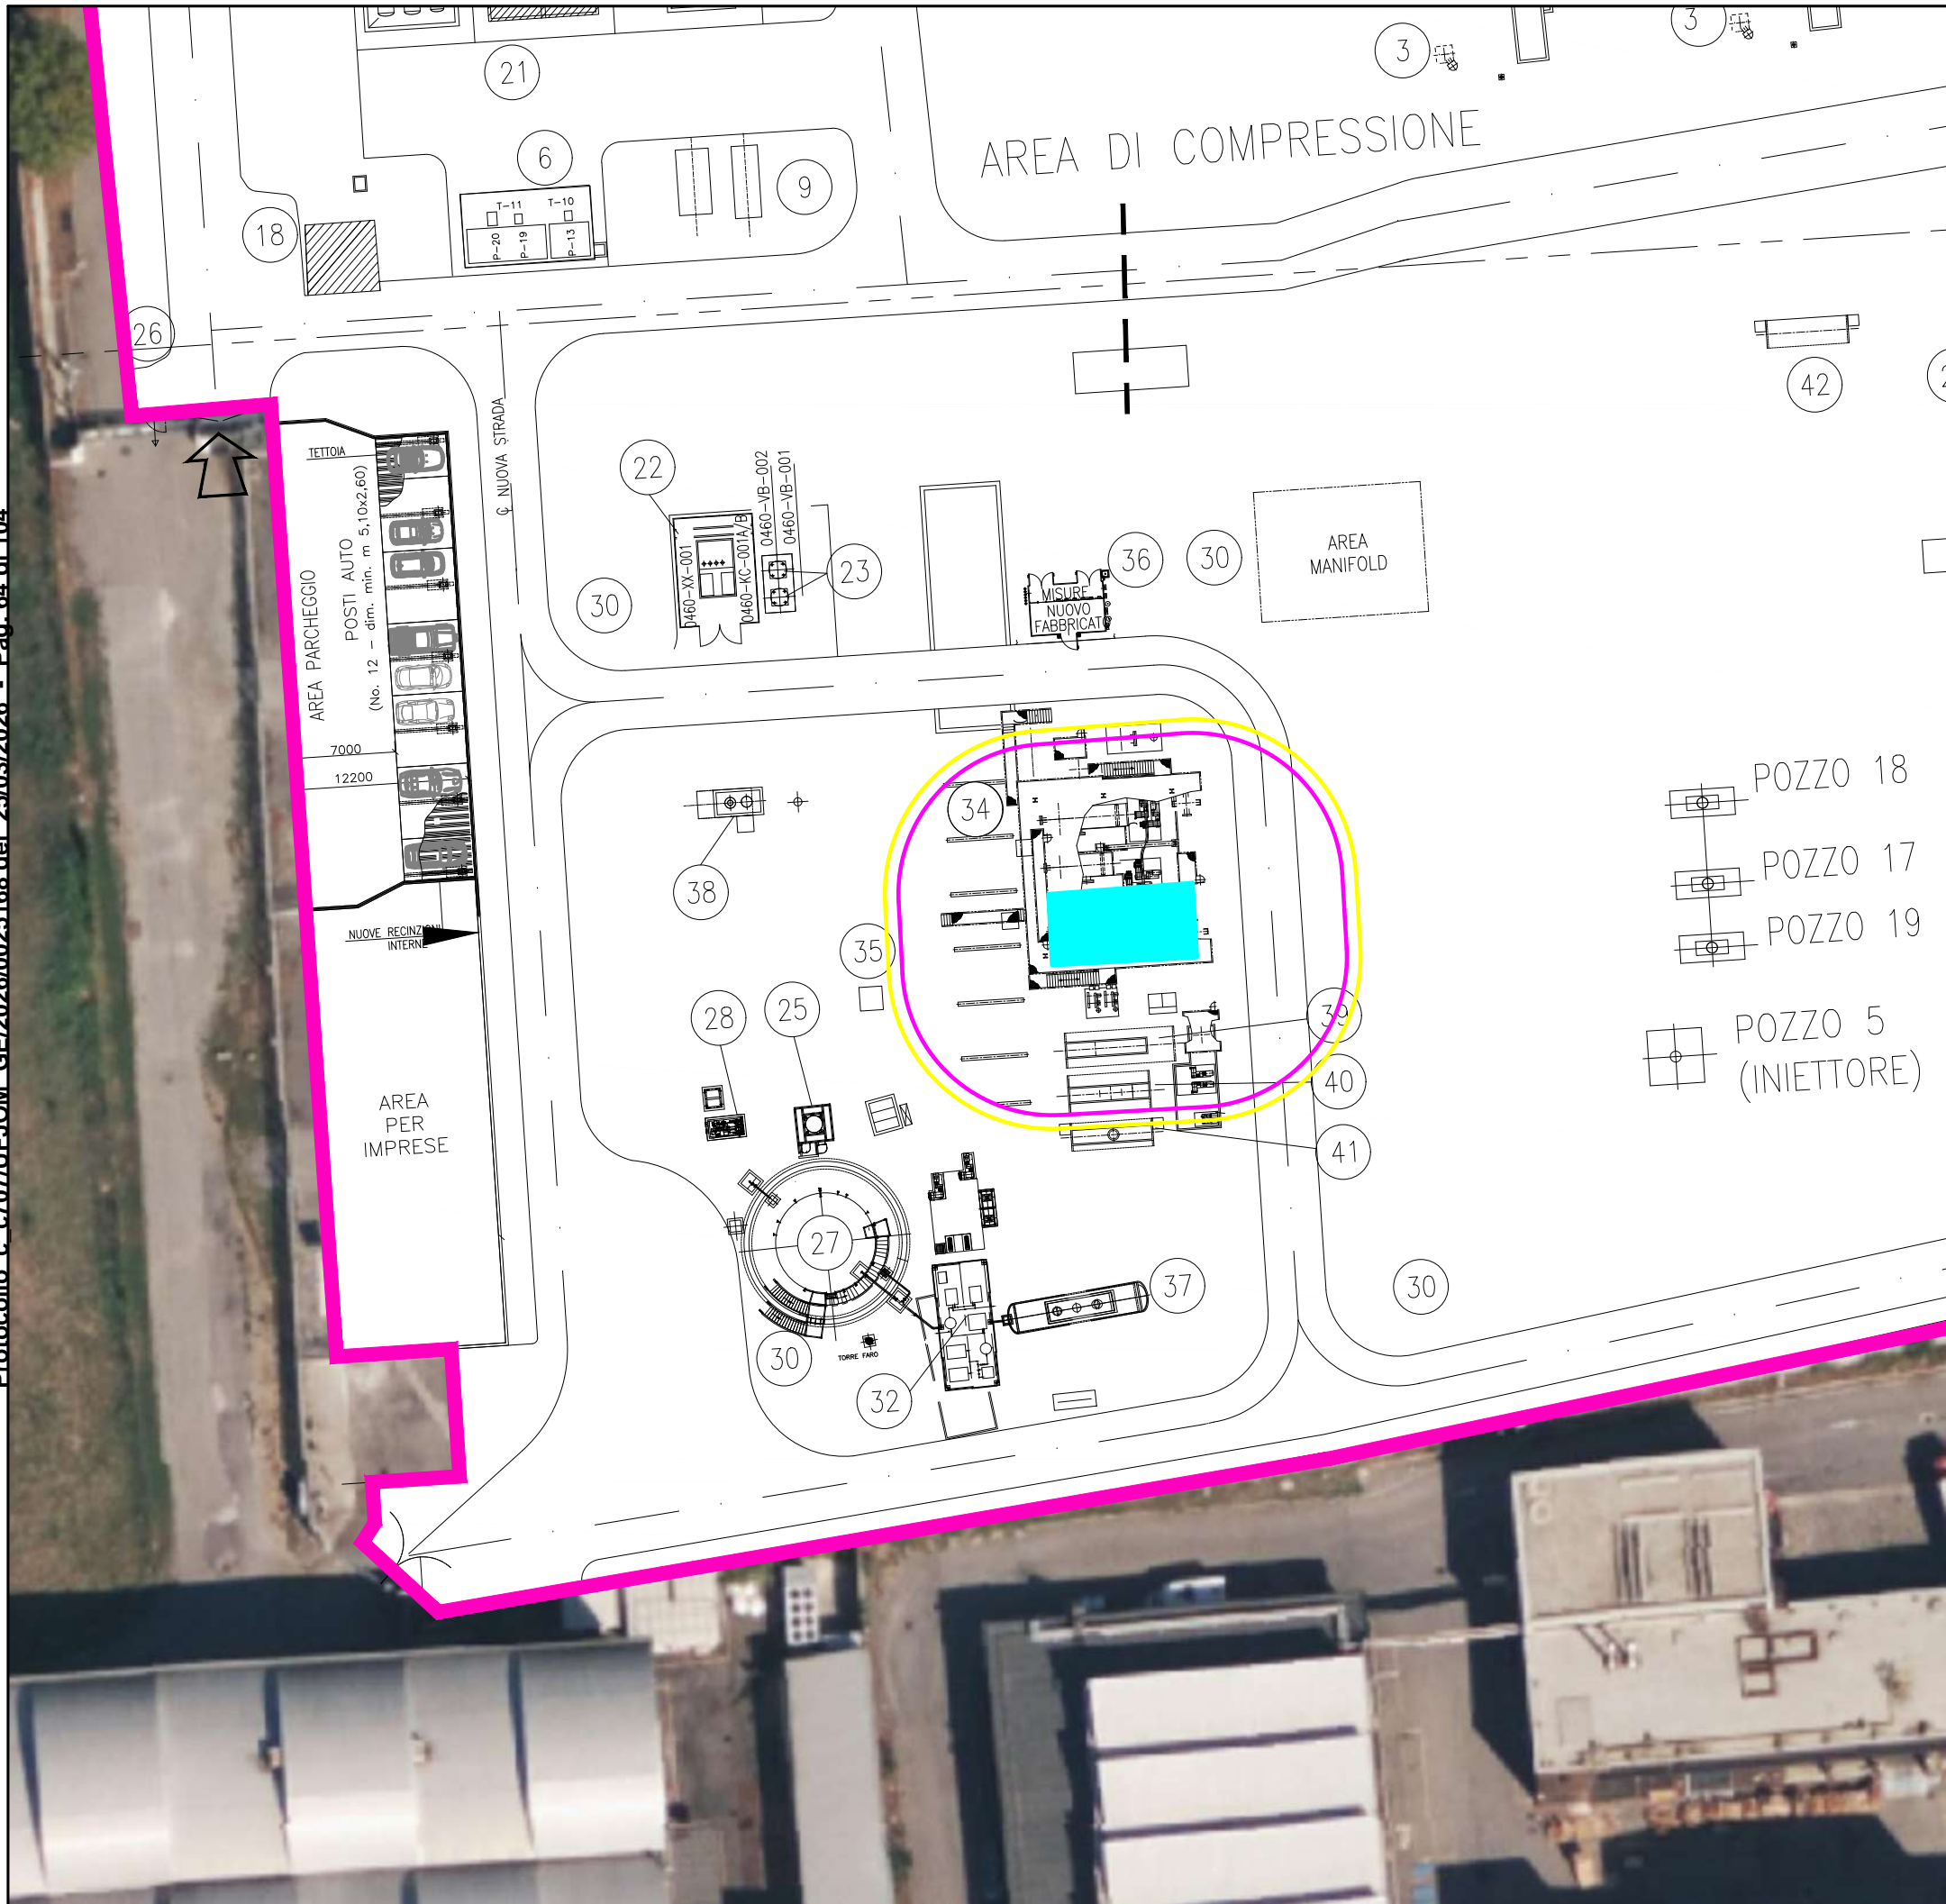 3
3
21
AREA DI COMPRESSIONE
6
9
T-11
T-10
P-20
P-19
P-13
18
26
42
TETTOIA
℄ NUOVA STRADA
22
0460-VB-002
0460-VB-001
0460-XX-001
0460-KC-001A/B
23
30
36
30
AREA
MANIFOLD
MISURE
NUOVO
FABBRICATO
AREA PARCHEGGIO
POSTI AUTO
(No. 12 - dim. min. m 5,10x2,60)
7000
12200
34
38
POZZO 18
POZZO 17
POZZO 19
NUOVE RECINZIONI
INTERNE
35
28
25
39
POZZO 5
(INIETTORE)
40
41
AREA
PER
IMPRESE
27
37
30
30
TORRE FARO
32